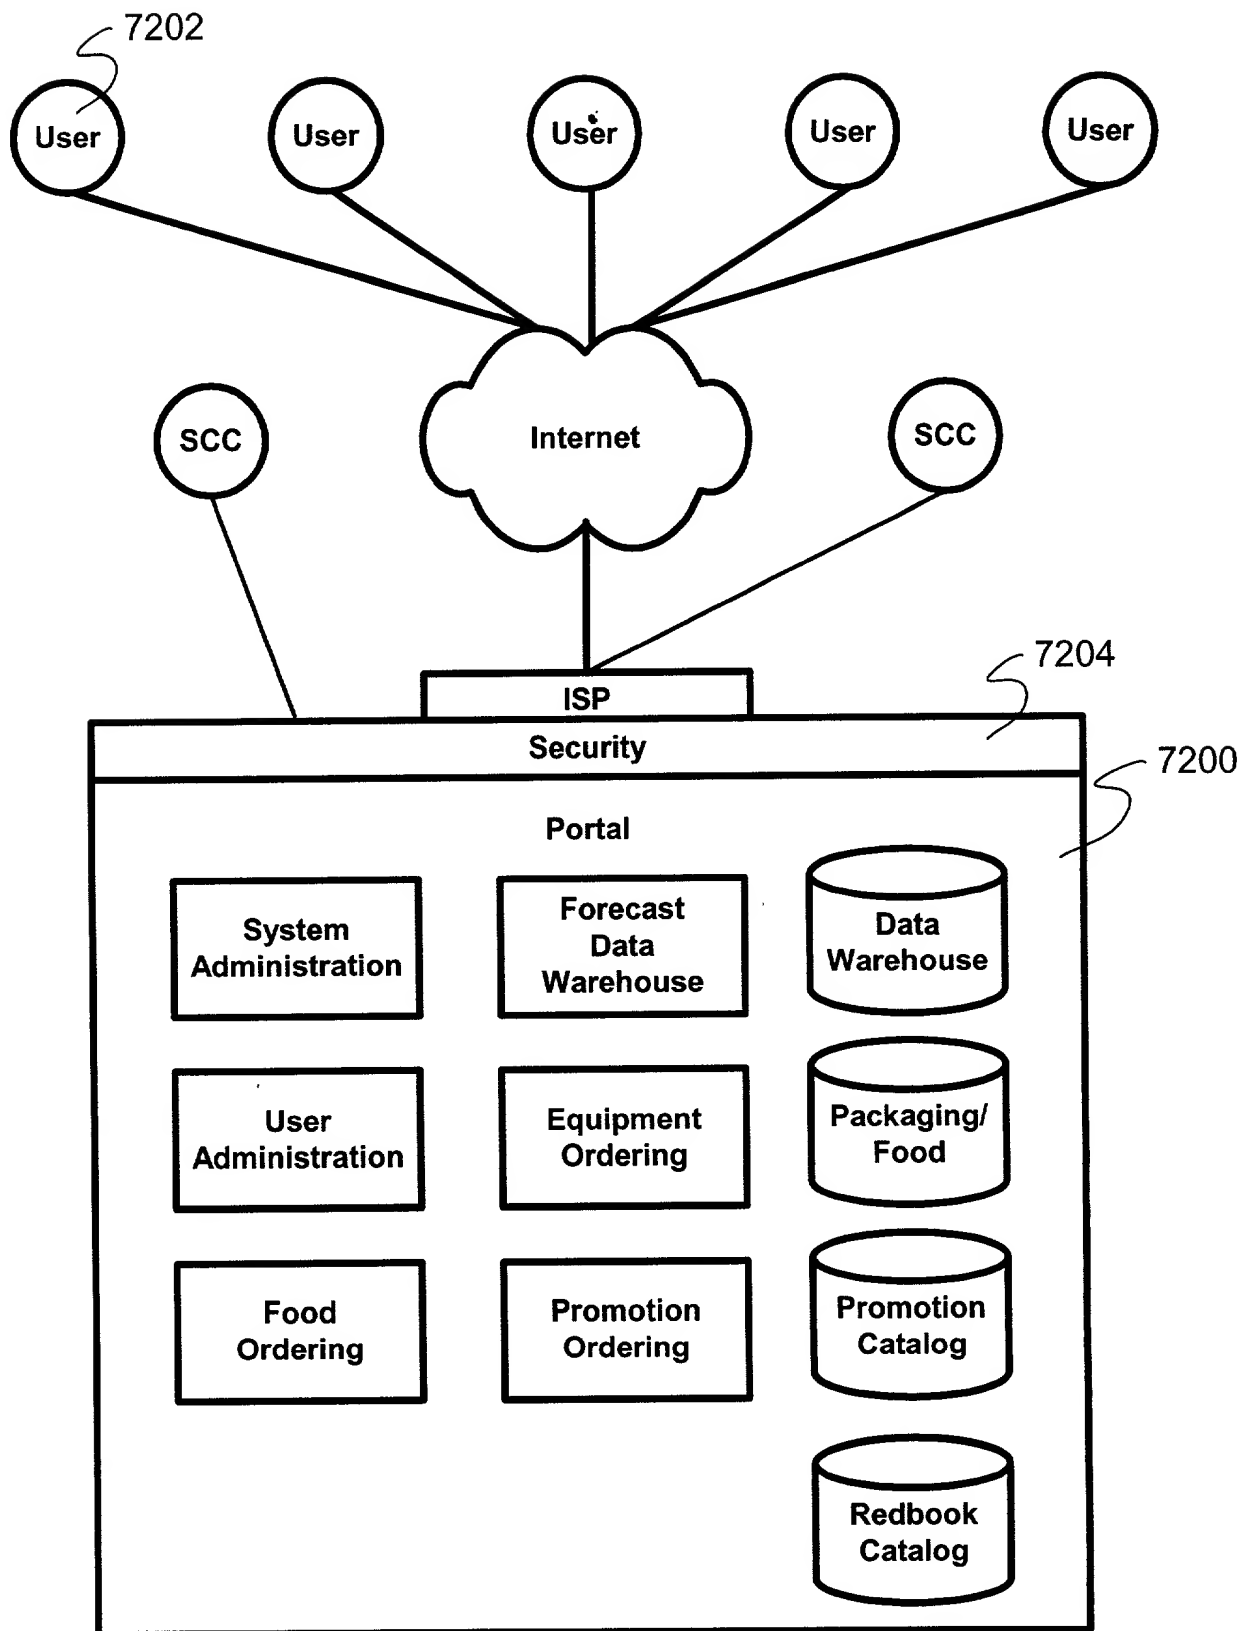 7202
User
User
User
User
User
Internet
SCC
SCC
ISP
7204
Security
7200
Portal
System
Administration
Forecast
Data
Warehouse
Data
Warehouse
User
Administration
Equipment
Ordering
Packaging/
Food
Food
Ordering
Promotion
Ordering
Promotion
Catalog
Redbook
Catalog